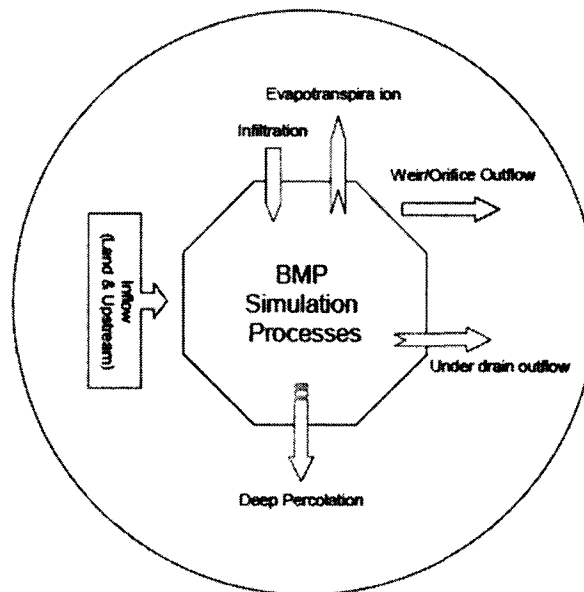 Evapotranspira ion
Infiltration
Weir/Orifice Outflow
Inflow
(Land & Upstream)
BMP
Simulation
Processes
Under drain outflow
Deep Percolation